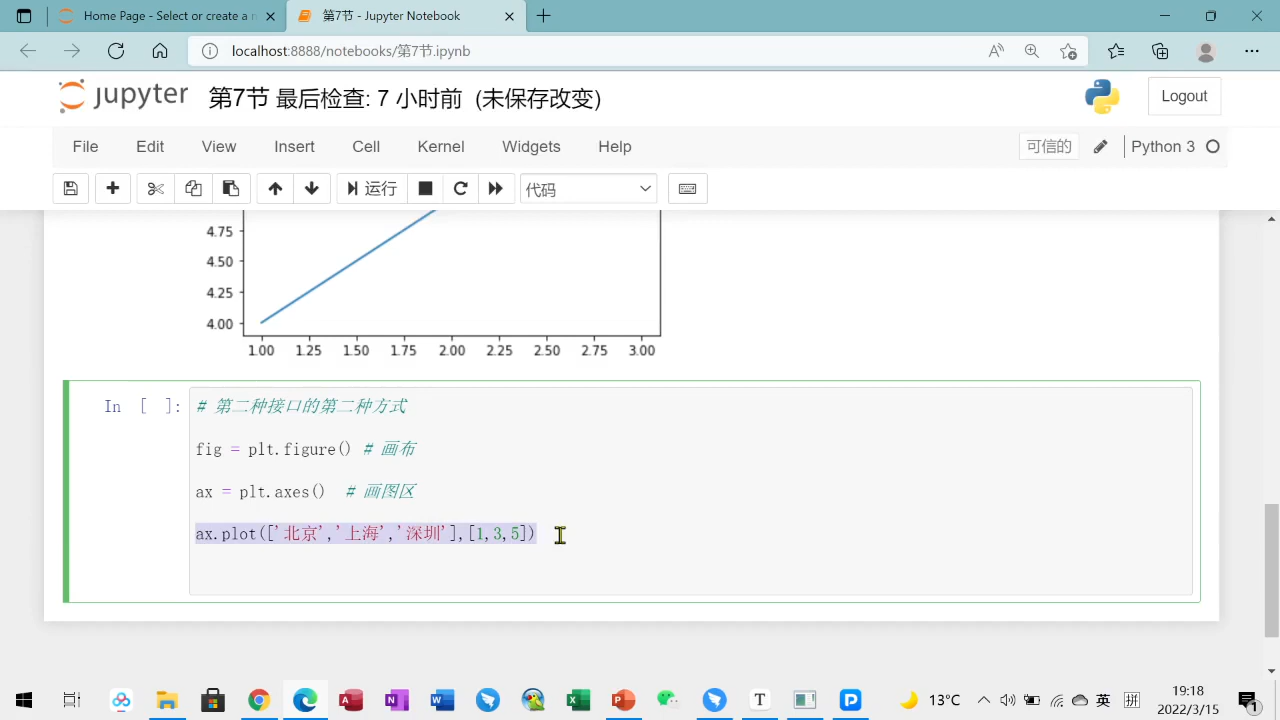 Home Page - Select or create a n
第7节 - Jupyter Notebook
localhost:8888/notebooks/第7节.ipynb
jupyter 第7节 最后检查: 7 小时前 (未保存改变)
Logout
File Edit View Insert Cell Kernel Widgets Help
可信的
Python 3
运行
代码
4.75
4.50
4.25
4.00
1.00 1.25 1.50 1.75 2.00 2.25 2.50 2.75 3.00
In [ ]:
# 第二种接口的第二种方式
fig = plt.figure() # 画布
ax = plt.axes() # 画图区
ax.plot(['北京','上海','深圳'],[1,3,5])
13°C
英
拼
19:18
2022/3/15
1